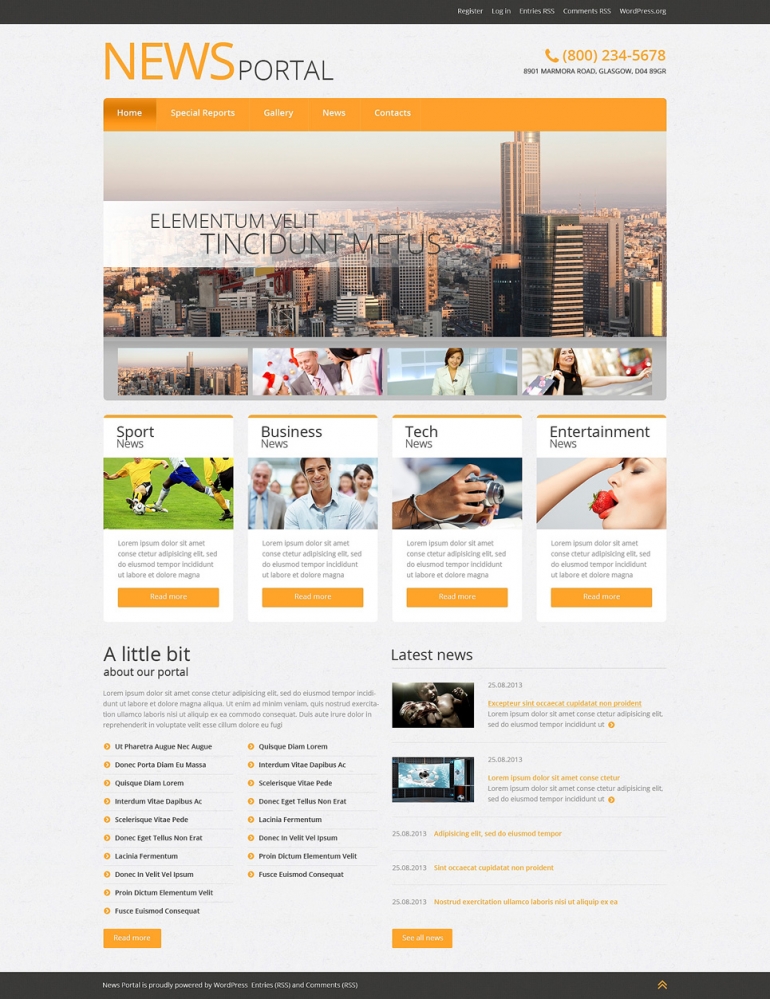 Register Log in Entries RSS Comments RSS WordPress.org
NEWS PORTAL
(800) 234-5678
8901 MARMORA ROAD, GLASGOW, D04 89GR
Home Special Reports Gallery News Contacts
ELEMENTUM VELIT
TINCIDUNT METUS
Sport
News
Lorem ipsum dolor sit amet
conse ctetur adipisicing elit, sed
do eiusmod tempor incididunt
ut labore et dolore magna
Read more
Business
News
Lorem ipsum dolor sit amet
conse ctetur adipisicing elit, sed
do eiusmod tempor incididunt
ut labore et dolore magna
Read more
Tech
News
Lorem ipsum dolor sit amet
conse ctetur adipisicing elit, sed
do eiusmod tempor incididunt
ut labore et dolore magna
Read more
Entertainment
News
Lorem ipsum dolor sit amet
conse ctetur adipisicing elit, sed
do eiusmod tempor incididunt
ut labore et dolore magna
Read more
A little bit
about our portal
Lorem ipsum dolor sit amet conse ctetur adipisicing elit, sed do eiusmod tempor incidi-
dunt ut labore et dolore magna aliqua. Ut enim ad minim veniam, quis nostrud exercita-
tion ullamco laboris nisi ut aliquip ex ea commodo consequat. Duis aute irure dolor in
reprehenderit in voluptate velit esse cillum dolore eu fugi
Ut Pharetra Augue Nec Augue
Donec Porta Diam Eu Massa
Quisque Diam Lorem
Interdum Vitae Dapibus Ac
Scelerisque Vitae Pede
Donec Eget Tellus Non Erat
Lacinia Fermentum
Donec In Velit Vel Ipsum
Proin Dictum Elementum Velit
Fusce Euismod Consequat
Quisque Diam Lorem
Interdum Vitae Dapibus Ac
Scelerisque Vitae Pede
Donec Eget Tellus Non Erat
Lacinia Fermentum
Donec In Velit Vel Ipsum
Proin Dictum Elementum Velit
Fusce Euismod Consequat
Read more
Latest news
25.08.2013
Excepteur sint occaecat cupidatat non proident
Lorem ipsum dolor sit amet conse ctetur adipisicing elit,
sed do eiusmod tempor incididunt ut
25.08.2013
Lorem ipsum dolor sit amet conse ctetur
Lorem ipsum dolor sit amet conse ctetur adipisicing elit,
sed do eiusmod tempor incididunt ut
25.08.2013 Adipisicing elit, sed do eiusmod tempor
25.08.2013 Sint occaecat cupidatat non proident
25.08.2013 Nostrud exercitation ullamco laboris nisi ut aliquip ex ea
See all news
News Portal is proudly powered by WordPress Entries (RSS) and Comments (RSS)